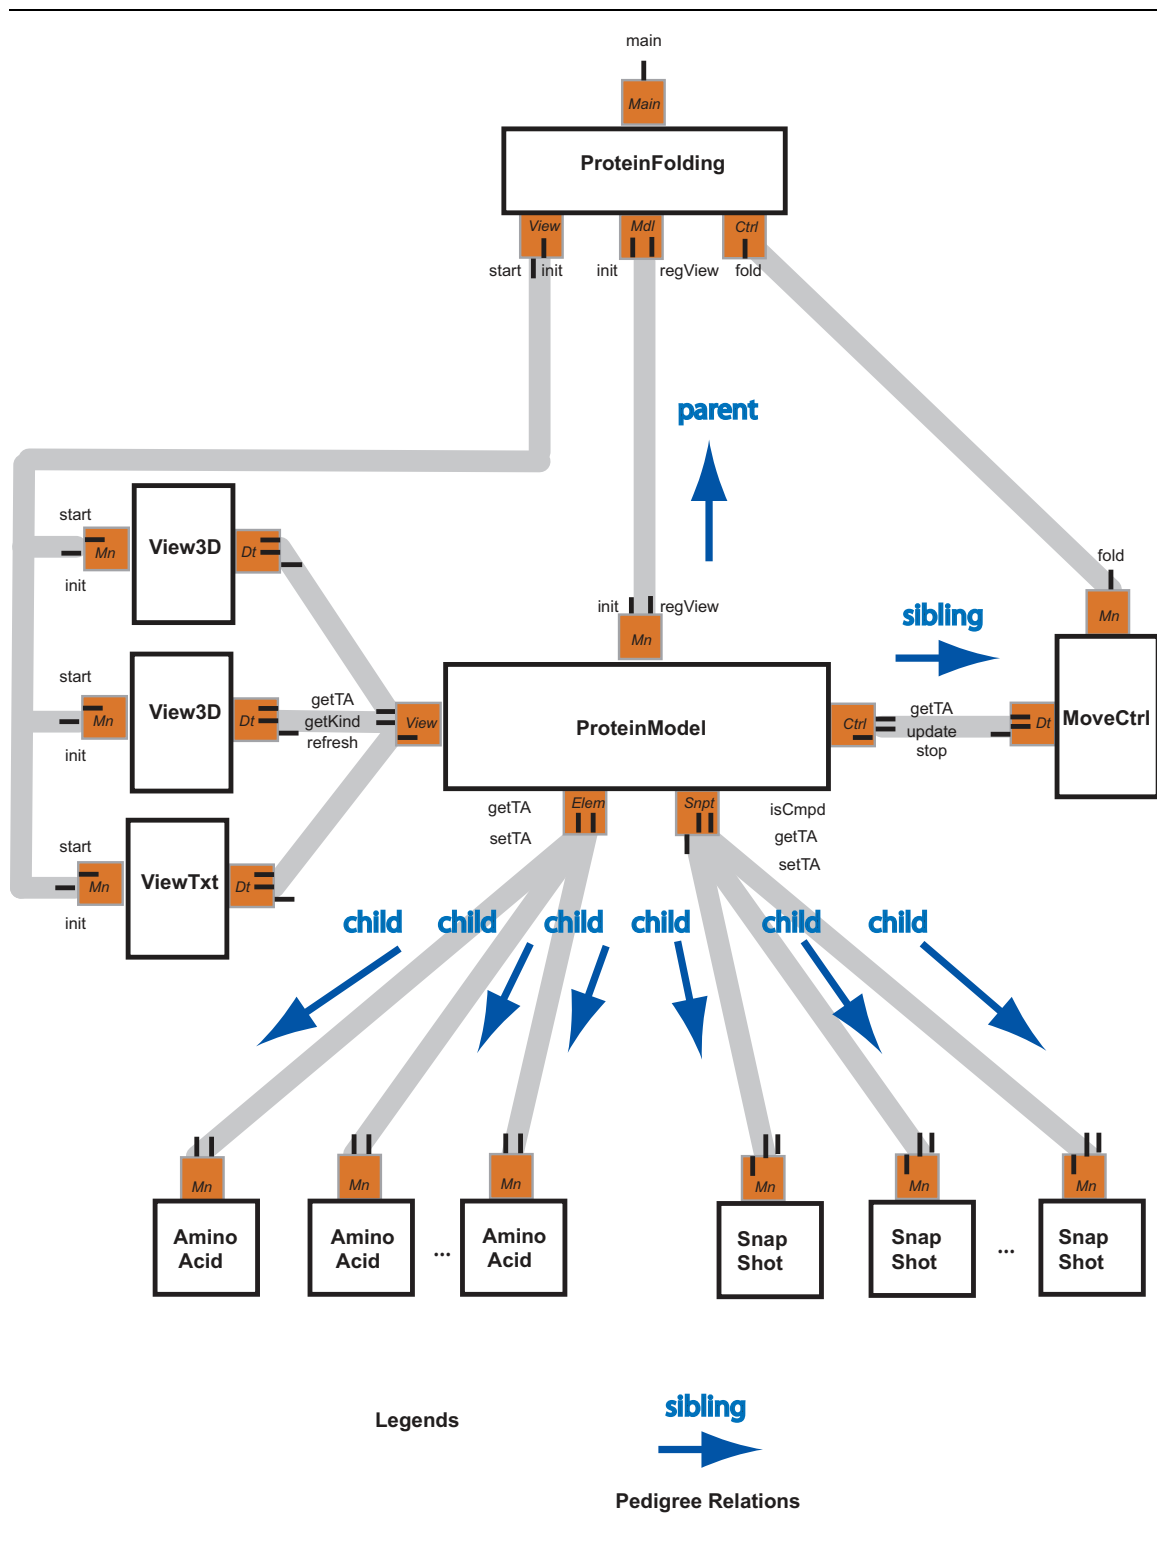 main
Main
ProteinFolding
View Mdl Ctrl
start init init regView fold
parent
start
Mn View3D Dt
init
fold
Mn
init regView
Mn
sibling
start
Mn View3D Dt
init
getTA
getKind
refresh
View
ProteinModel
Ctrl
getTA
update
stop
Dt
MoveCtrl
getTA
setTA
Elem
Snpt
isCmpd
getTA
setTA
start
Mn ViewTxt Dt
init
child child child child child child
Mn Mn Mn Mn Mn Mn
Amino Amino Amino Snap Snap Snap
Acid Acid ... Acid Shot Shot ... Shot
sibling
Legends
Pedigree Relations